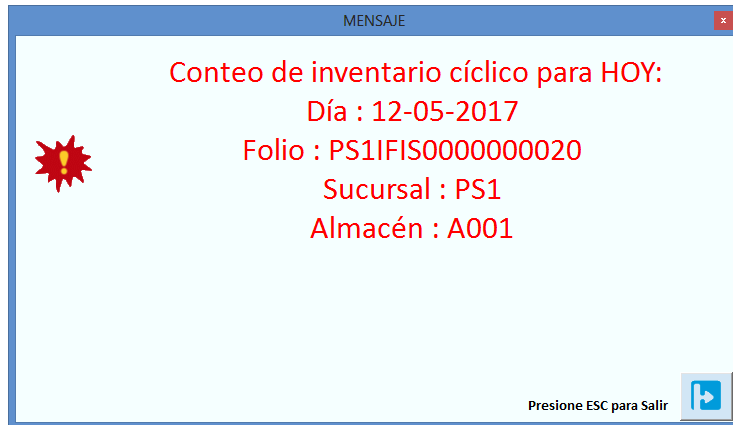 MENSAJE
x
Conteo de inventario cíclico para HOY:
Día : 12-05-2017
Folio : PS1IFIS0000000020
Sucursal : PS1
Almacén : A001
Presione ESC para Salir